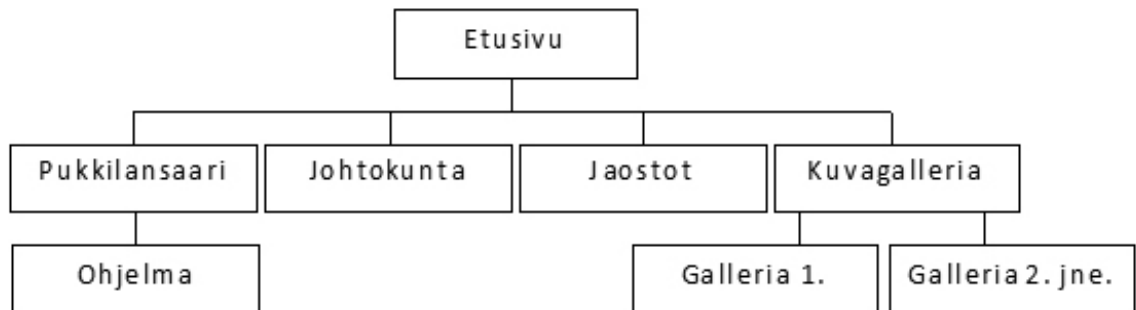 Etusivu
Pukkilansaari
Johtokunta
Jaostot
Kuvagalleria
Ohjelma
Galleria 1.
Galleria 2. jne.